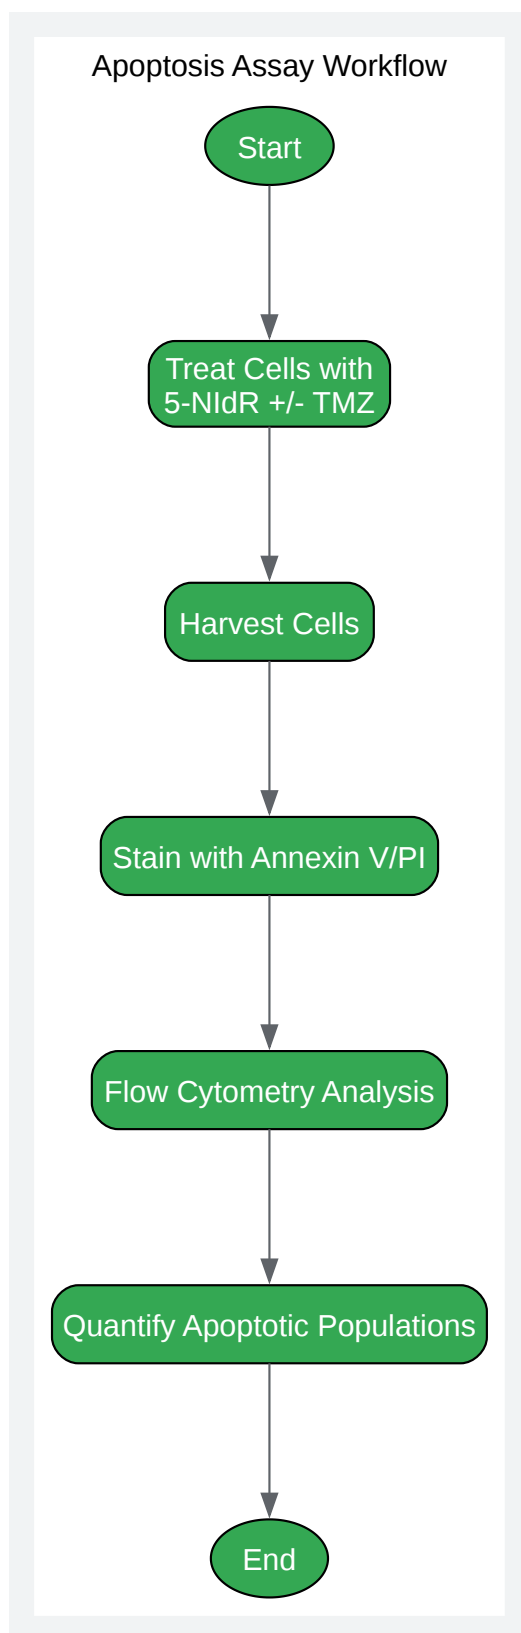 Apoptosis Assay Workflow
Start
Treat Cells with
5-NIdR +/- TMZ
Harvest Cells
Stain with Annexin V/PI
Flow Cytometry Analysis
Quantify Apoptotic Populations
End